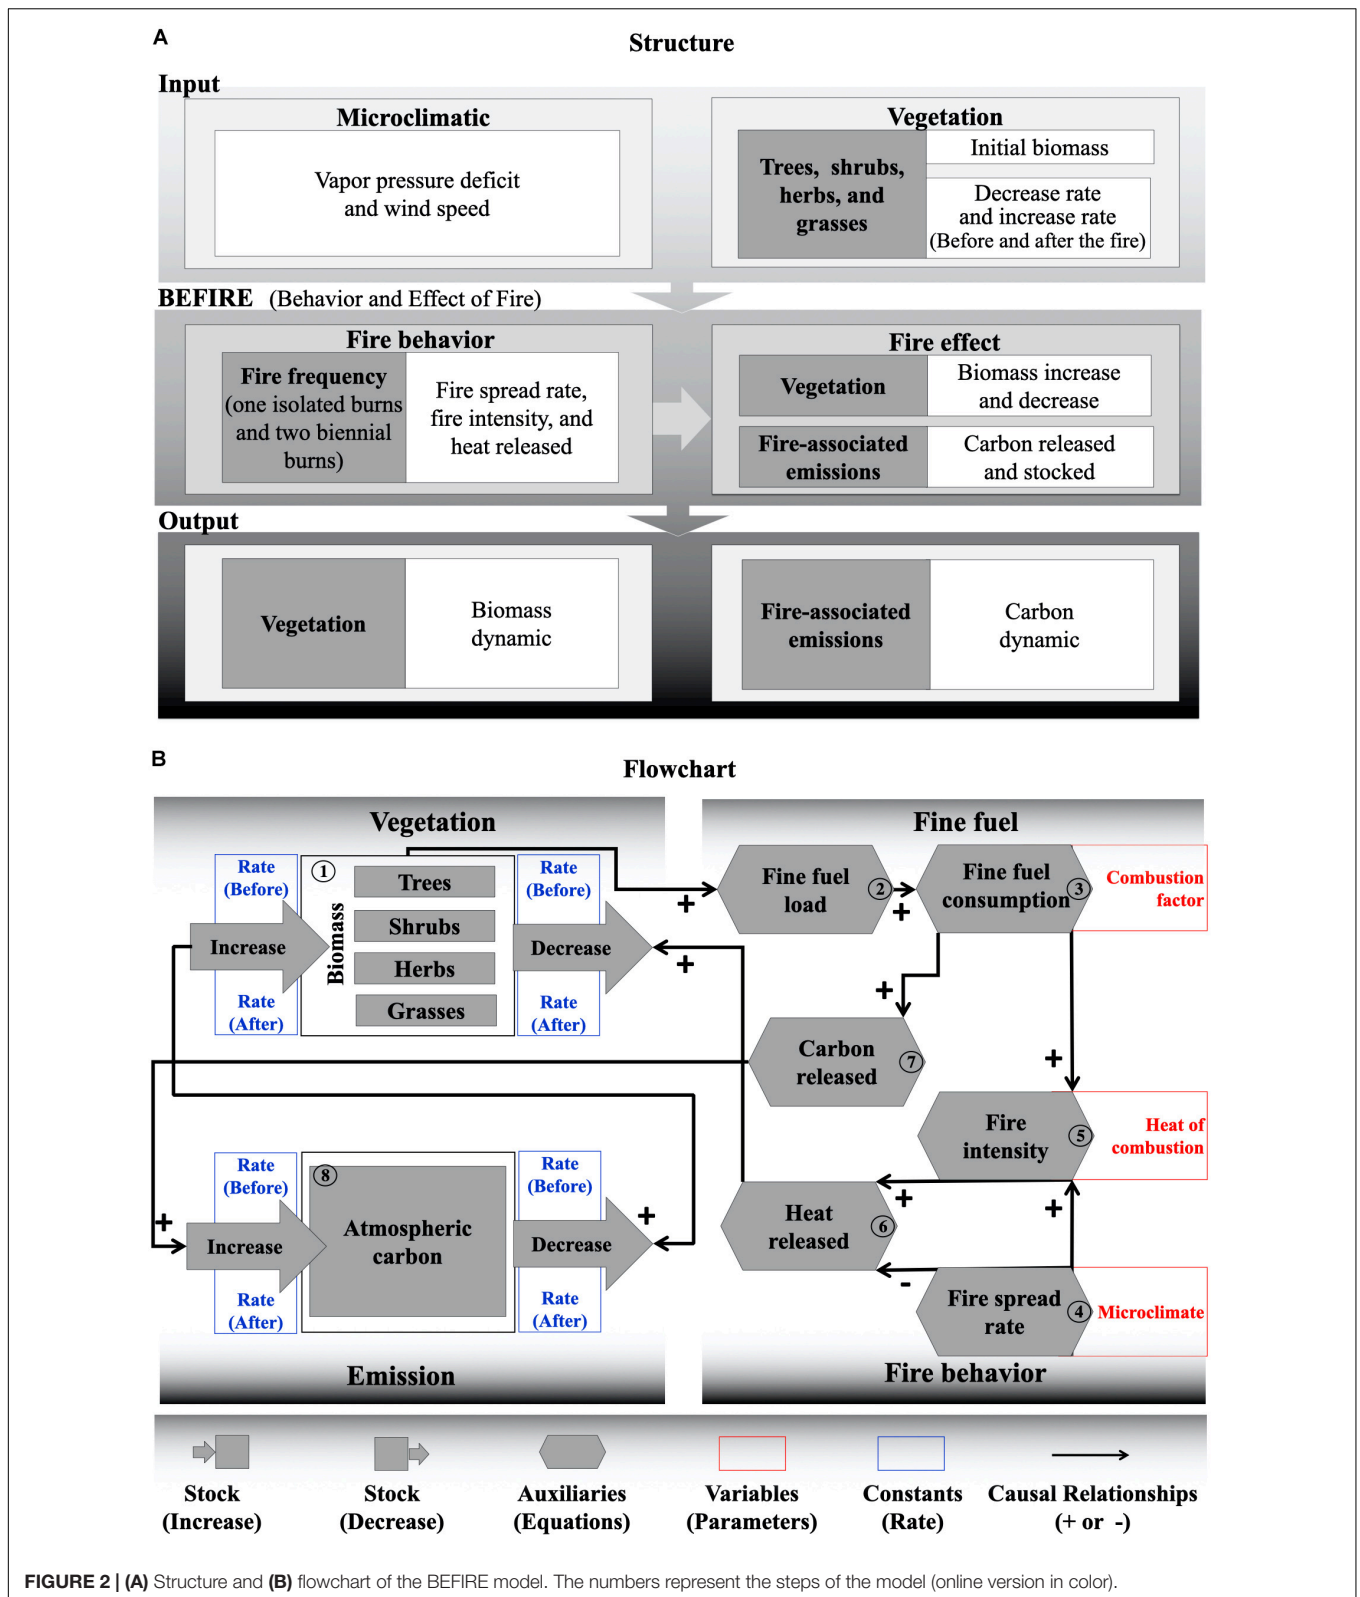 A
Structure
Input
Microclimatic
Vapor pressure deficit
and wind speed
Vegetation
Trees, shrubs,
herbs, and
grasses
Initial biomass
Decrease rate
and increase rate
(Before and after the fire)
BEFIRE (Behavior and Effect of Fire)
Fire behavior
Fire frequency
(one isolated burns
and two biennial
burns)
Fire spread rate,
fire intensity, and
heat released
Fire effect
Vegetation
Biomass increase
and decrease
Fire-associated
emissions
Carbon released
and stocked
Output
Vegetation
Biomass
dynamic
Fire-associated
emissions
Carbon
dynamic
B
Flowchart
Vegetation
Rate
(Before)
Increase
Rate
(After)
1
Biomass
Trees
Shrubs
Herbs
Grasses
Rate
(Before)
Decrease
Rate
(After)
+
+
Fine fuel
Fine fuel
load
2
+
Fine fuel
consumption
3
Combustion
factor
+
Carbon
released
7
+
Fire
intensity
5
Heat of
combustion
+
+
Heat
released
6
-
Fire spread
rate
4
Microclimate
Fire behavior
+
Rate
(Before)
Increase
Rate
(After)
8
Atmospheric
carbon
Rate
(Before)
Decrease
Rate
(After)
+
Emission
Stock
(Increase)
Stock
(Decrease)
Auxiliaries
(Equations)
Variables
(Parameters)
Constants
(Rate)
Causal Relationships
(+ or -)
FIGURE 2 | (A) Structure and (B) flowchart of the BEFIRE model. The numbers represent the steps of the model (online version in color).